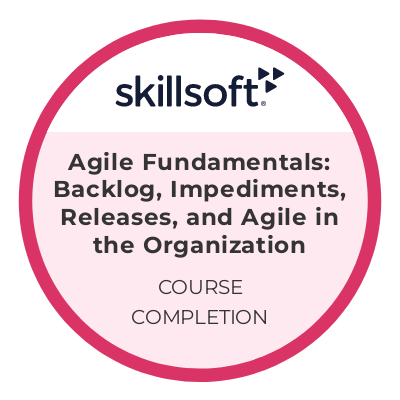 skillsoft®
Agile Fundamentals:
Backlog, Impediments,
Releases, and Agile in
the Organization
COURSE
COMPLETION